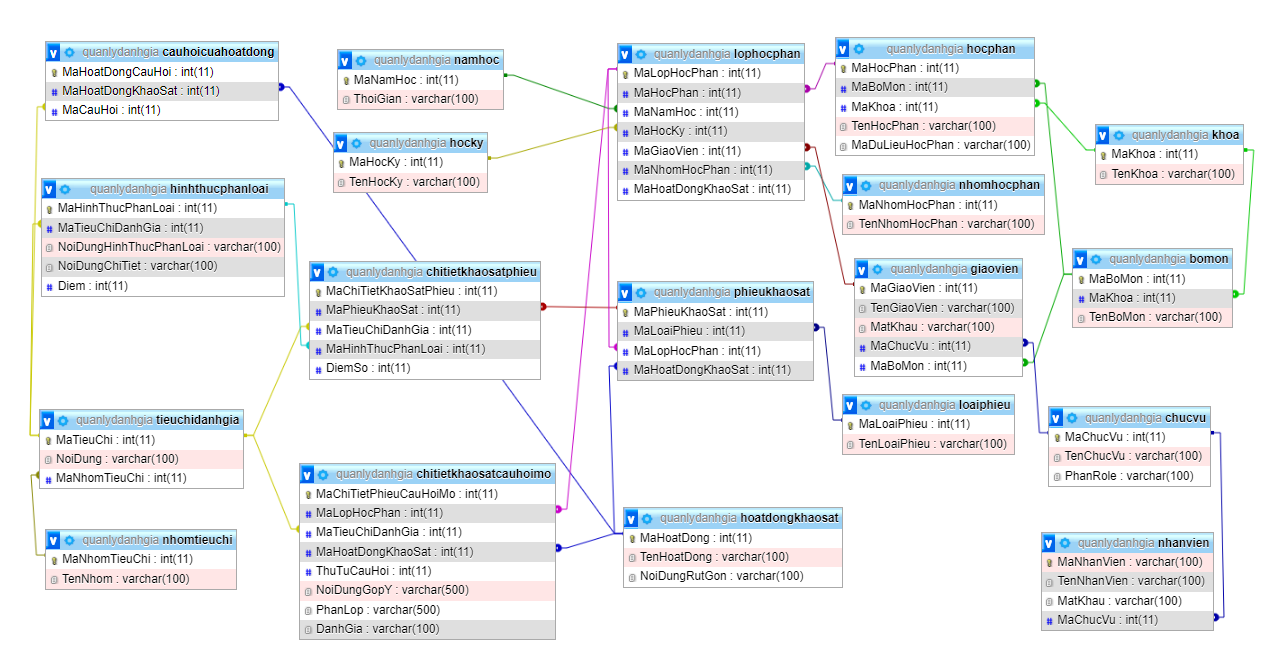 quanlydanhgia cauhoicuahoatdong
MaHoatDongCauHoi : int(11)
MaHoatDongKhaoSat : int(11)
MaCauHoi : int(11)
quanlydanhgia namhoc
MaNamHoc : int(11)
ThoiGian : varchar(100)
quanlydanhgia hocky
MaHocKy : int(11)
TenHocKy : varchar(100)
quanlydanhgia lophocphan
MaLopHocPhan : int(11)
MaHocPhan : int(11)
MaNamHoc : int(11)
MaHocKy : int(11)
MaGiaoVien : int(11)
MaNhomHocPhan : int(11)
MaHoatDongKhaoSat : int(11)
quanlydanhgia hocphan
MaHocPhan : int(11)
MaBoMon : int(11)
MaKhoa : int(11)
TenHocPhan : varchar(100)
MaDuLieuHocPhan : int(11)
quanlydanhgia khoa
MaKhoa : int(11)
TenKhoa : varchar(100)
quanlydanhgia hinhthucphanloai
MaHinhThucPhanLoai : int(11)
MaTieuChiDanhGia : int(11)
NoiDungHinhThucPhanLoai : varchar(100)
NoiDungChiTiet : varchar(100)
Diem : int(11)
quanlydanhgia nhomhocphan
MaNhomHocPhan : int(11)
TenNhomHocPhan : varchar(100)
quanlydanhgia chitietkhaosatphieu
MaChiTietKhaoSatPhieu : int(11)
MaPhieuKhaoSat : int(11)
MaTieuChiDanhGia : int(11)
MaHinhThucPhanLoai : int(11)
DiemSo : int(11)
quanlydanhgia phieukhaosat
MaPhieuKhaoSat : int(11)
MaLoaiPhieu : int(11)
MaLopHocPhan : int(11)
MaHoatDongKhaoSat : int(11)
quanlydanhgia giaovien
MaGiaoVien : int(11)
TenGiaoVien : varchar(100)
MatKhau : varchar(100)
MaChucVu : int(11)
MaBoMon : int(11)
quanlydanhgia bomon
MaBoMon : int(11)
MaKhoa : int(11)
TenBoMon : varchar(100)
quanlydanhgia tieuchidanhgia
MaTieuChi : int(11)
NoiDung : varchar(100)
MaNhomTieuChi : int(11)
quanlydanhgia loaiphieu
MaLoaiPhieu : int(11)
TenLoaiPhieu : varchar(100)
quanlydanhgia chucvu
MaChucVu : int(11)
TenChucVu : varchar(100)
PhanRole : varchar(100)
quanlydanhgia chitietkhaosatcauhoimo
MaChiTietPhieuCauHoiMo : int(11)
MaLopHocPhan : int(11)
MaTieuChiDanhGia : int(11)
MaHoatDongKhaoSat : int(11)
ThuTuCauHoi : int(11)
NoiDungGopY : varchar(500)
PhanLop : varchar(500)
DanhGia : varchar(100)
quanlydanhgia hoatdongkhaosat
MaHoatDong : int(11)
TenHoatDong : varchar(100)
NoiDungRutGon : varchar(100)
quanlydanhgia nhomtieuchi
MaNhomTieuChi : int(11)
TenNhom : varchar(100)
quanlydanhgia nhanvien
MaNhanVien : varchar(100)
TenNhanVien : varchar(100)
MatKhau : varchar(100)
MaChucVu : int(11)